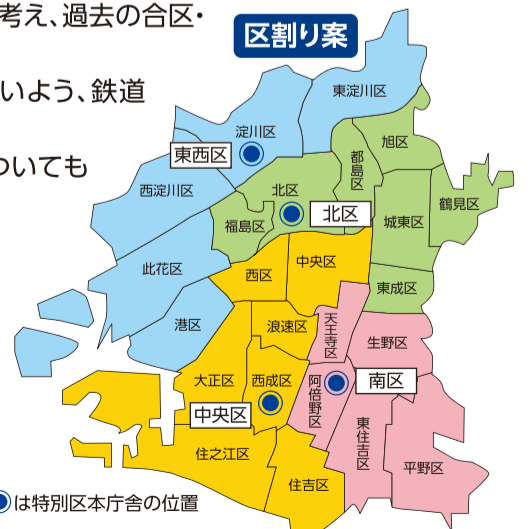 考え、過去の合区・
いよう、鉄道
ついても
区割り案
東淀川区
淀川区
東西区
旭区
都島区
西淀川区
北区
鶴見区
北区
福島区
城東区
中央区
此花区
西区
東成区
港区
浪速区
天王寺区
生野区
大正区
西成区
阿倍野区
南区
中央区
東住吉区
住之江区
平野区
住吉区
は特別区本庁舎の位置